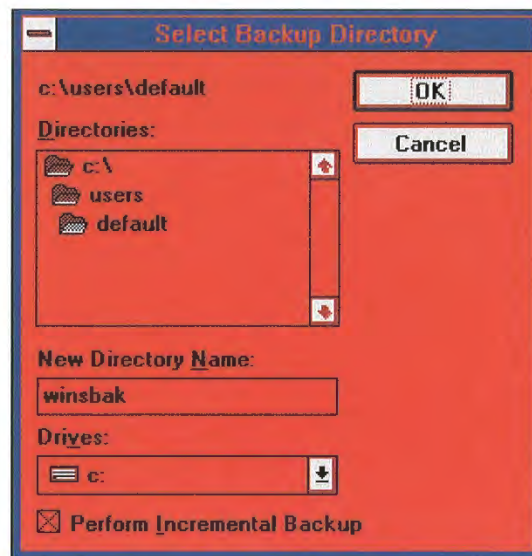 Select Backup Directory
c:\users\default
OK
Directories:
Cancel
c:\
users
default
New Directory Name:
winsbak
Drives:
c:
Perform Incremental Backup